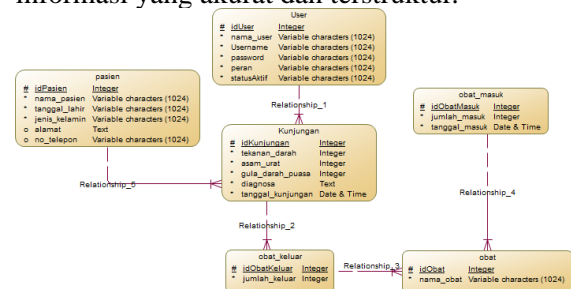 informasi yang akurat dan terstruktur.
User
# idUser Integer
* nama_user Variable characters (1024)
* Username Variable characters (1024)
* password Variable characters (1024)
* peran Variable characters (1024)
* statusAktif Variable characters (1024)
pasien
# idPasien Integer
* nama_pasien Variable characters (1024)
* tanggal_lahir Variable characters (1024)
* jenis_kelamin Variable characters (1024)
o alamat Text
o no_telepon Variable characters (1024)
obat_masuk
# idObatMasuk Integer
* jumlah_masuk Integer
* tanggal_masuk Date & Time
Relationship_1
Kunjungan
# idKunjungan Integer
* tekanan_darah Integer
* asam_urat Integer
* gula_darah_puasa Integer
* diagnosa Text
* tanggal_kunjungan Date & Time
Relationship_5
Relationship_4
Relationship_2
obat_keluar
# idObatKeluar Integer
* jumlah_keluar Integer
Relationship_3
obat
# idObat Integer
* nama_obat Variable characters (1024)